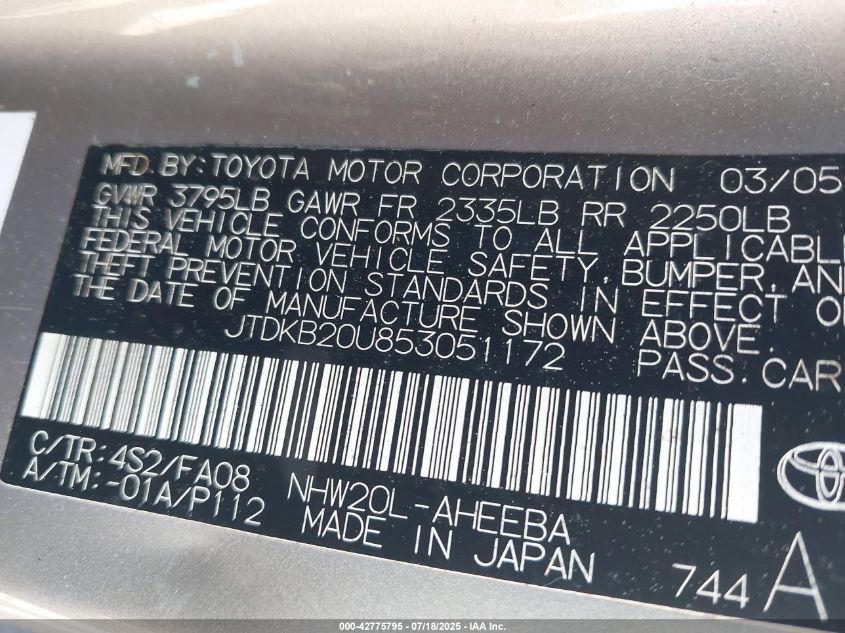 MFD. BY: TOYOTA MOTOR CORPORATION 03/05
GVWR 3795LB GAWR FR 2335LB RR 2250LB
THIS VEHICLE CONFORMS TO ALL APPLICABL
FEDERAL MOTOR VEHICLE SAFETY, BUMPER, AN
THEFT PREVENTION STANDARDS IN EFFECT O
THE DATE OF MANUFACTURE SHOWN ABOVE.
JTDKB20U853051172 PASS. CAR
C/TR: 4S2/FA08
A/TM: -01A/P112
NHW20L-AHEEBA
MADE IN JAPAN
744 A
000-42775795 - 07/18/2025 - IAA Inc.